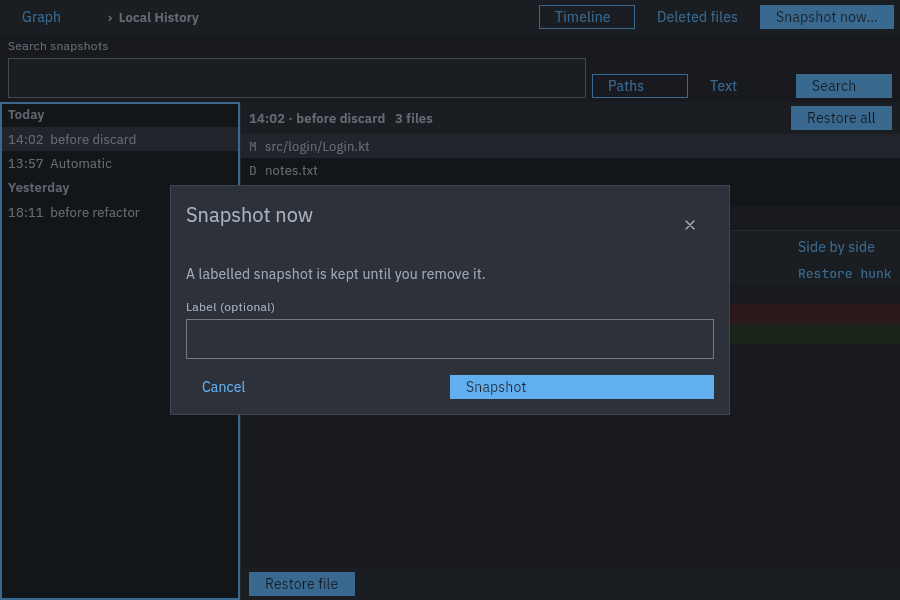 Graph › Local History Timeline Deleted files Snapshot now...
Search snapshots
Paths Text Search
Today
14:02 before discard
13:57 Automatic
Yesterday
18:11 before refactor
14:02 · before discard 3 files Restore all
M src/login/Login.kt
D notes.txt
Side by side
Restore hunk
Snapshot now ×
A labelled snapshot is kept until you remove it.
Label (optional)
Cancel Snapshot
Restore file